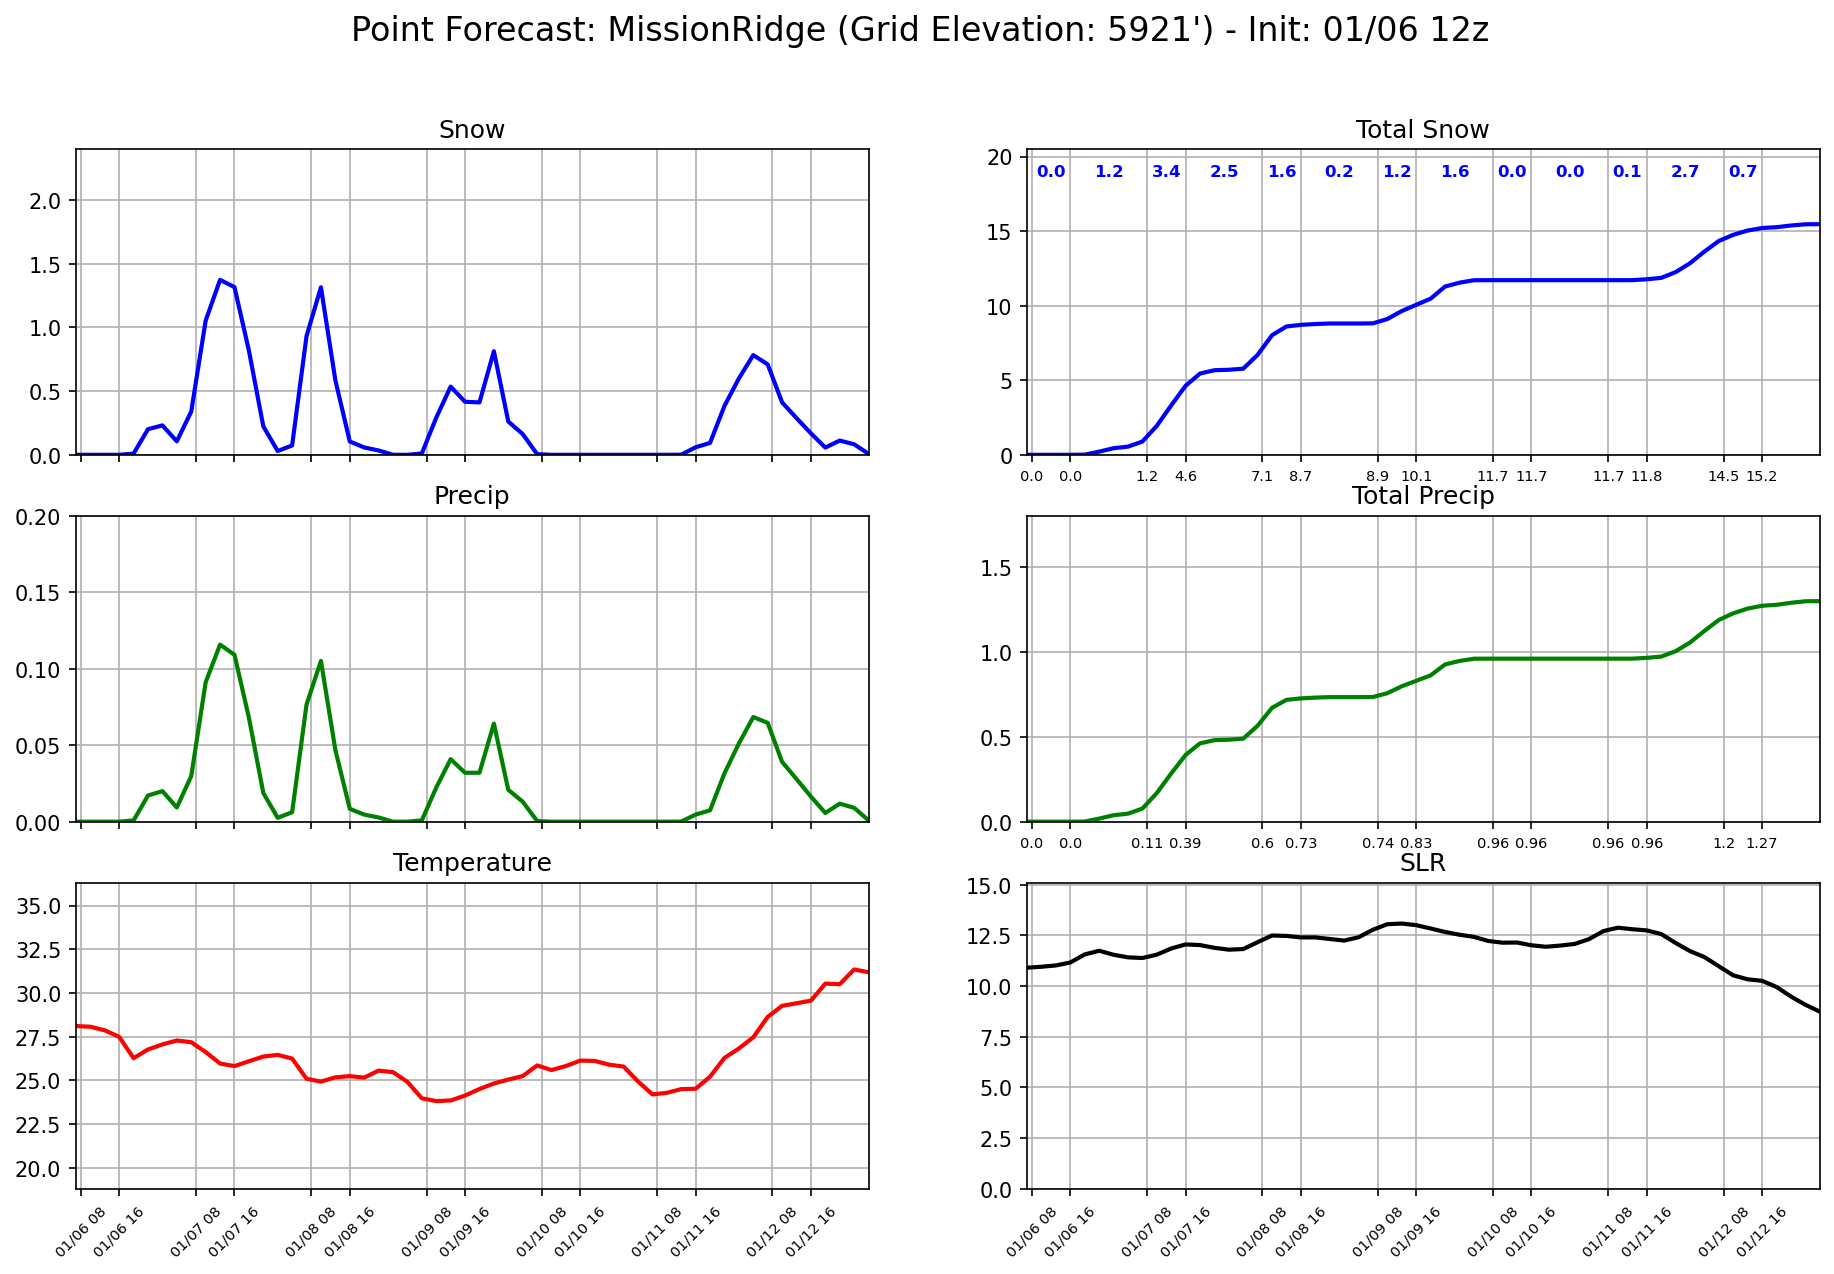 Point Forecast: MissionRidge (Grid Elevation: 5921') - Init: 01/06 12z
Snow
2.0
1.5
1.0
0.5
0.0
Total Snow
20
15
10
5
0
0.0 1.2 3.4 2.5 1.6 0.2 1.2 1.6 0.0 0.0 0.1 2.7 0.7
0.0 0.0 1.2 4.6 7.1 8.7 8.9 10.1 11.7 11.7 11.7 11.8 14.5 15.2
Precip
0.20
0.15
0.10
0.05
0.00
Total Precip
1.5
1.0
0.5
0.0
0.0 0.0 0.11 0.39 0.6 0.73 0.74 0.83 0.96 0.96 0.96 0.96 1.2 1.27
Temperature
35.0
32.5
30.0
27.5
25.0
22.5
20.0
01/06 08 01/06 16 01/07 08 01/07 16 01/08 08 01/08 16 01/09 08 01/09 16 01/10 08 01/10 16 01/11 08 01/11 16 01/12 08 01/12 16
SLR
15.0
12.5
10.0
7.5
5.0
2.5
0.0
01/06 08 01/06 16 01/07 08 01/07 16 01/08 08 01/08 16 01/09 08 01/09 16 01/10 08 01/10 16 01/11 08 01/11 16 01/12 08 01/12 16